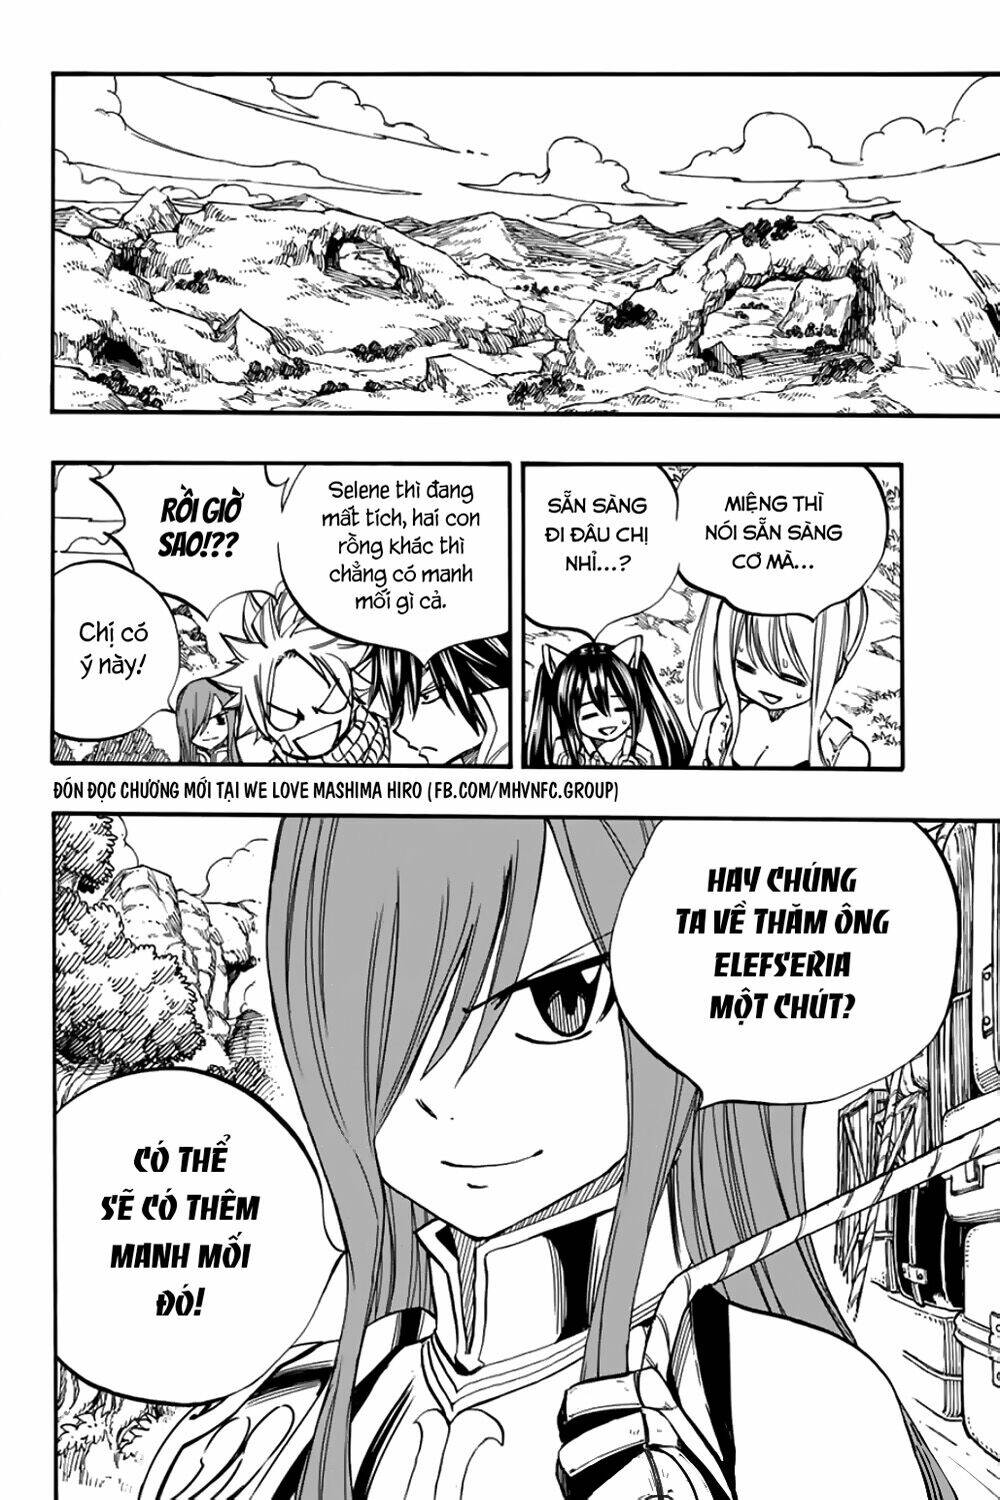 MIỆNG THÌ
NÓI SẴN SÀNG
CƠ MÀ...
SẴN SÀNG
ĐI ĐÂU CHỊ
NHỈ...?
Selene thì đang
mất tích, hai con
rồng khác thì
chẳng có manh
mối gì cả.
RỒI GIỜ
SAO!??
Chị có
ý này!
ĐÓN ĐỌC CHƯƠNG MỚI TẠI WE LOVE MASHIMA HIRO (FB.COM/MHVNFC.GROUP)
HAY CHÚNG
TA VỀ THĂM ÔNG
ELEFSERIA
MỘT CHÚT?
CÓ THỂ
SẼ CÓ THÊM
MANH MỐI
ĐÓ!